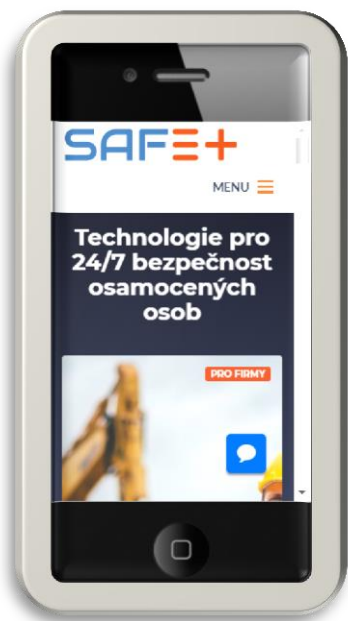 SAFE+
MENU
Technologie pro
24/7 bezpečnost
osamocených
osob
PRO FIRMY